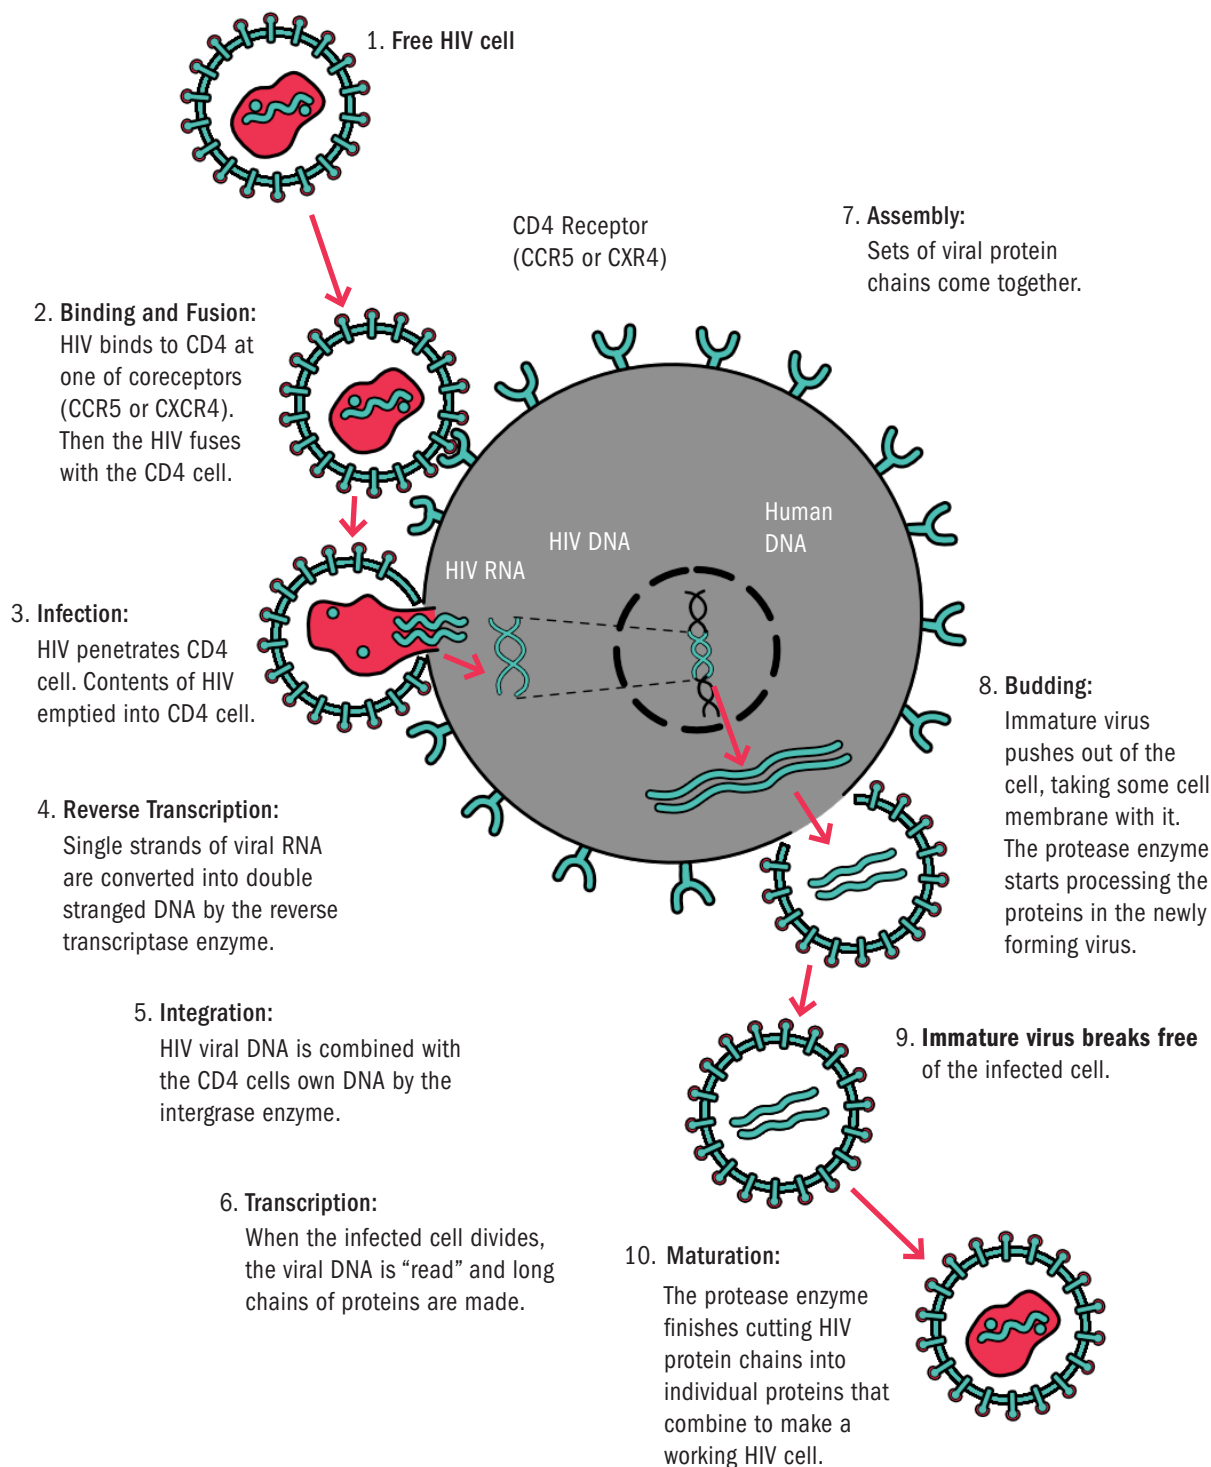 1. Free HIV cell
CD4 Receptor
(CCR5 or CXR4)
2. Binding and Fusion:
HIV binds to CD4 at
one of coreceptors
(CCR5 or CXCR4).
Then the HIV fuses
with the CD4 cell.
HIV RNA
HIV DNA
Human
DNA
3. Infection:
HIV penetrates CD4
cell. Contents of HIV
emptied into CD4 cell.
4. Reverse Transcription:
Single strands of viral RNA
are converted into double
stranged DNA by the reverse
transcriptase enzyme.
5. Integration:
HIV viral DNA is combined with
the CD4 cells own DNA by the
intergrase enzyme.
6. Transcription:
When the infected cell divides,
the viral DNA is “read” and long
chains of proteins are made.
7. Assembly:
Sets of viral protein
chains come together.
8. Budding:
Immature virus
pushes out of the
cell, taking some cell
membrane with it.
The protease enzyme
starts processing the
proteins in the newly
forming virus.
9. Immature virus breaks free
of the infected cell.
10. Maturation:
The protease enzyme
finishes cutting HIV
protein chains into
individual proteins that
combine to make a
working HIV cell.